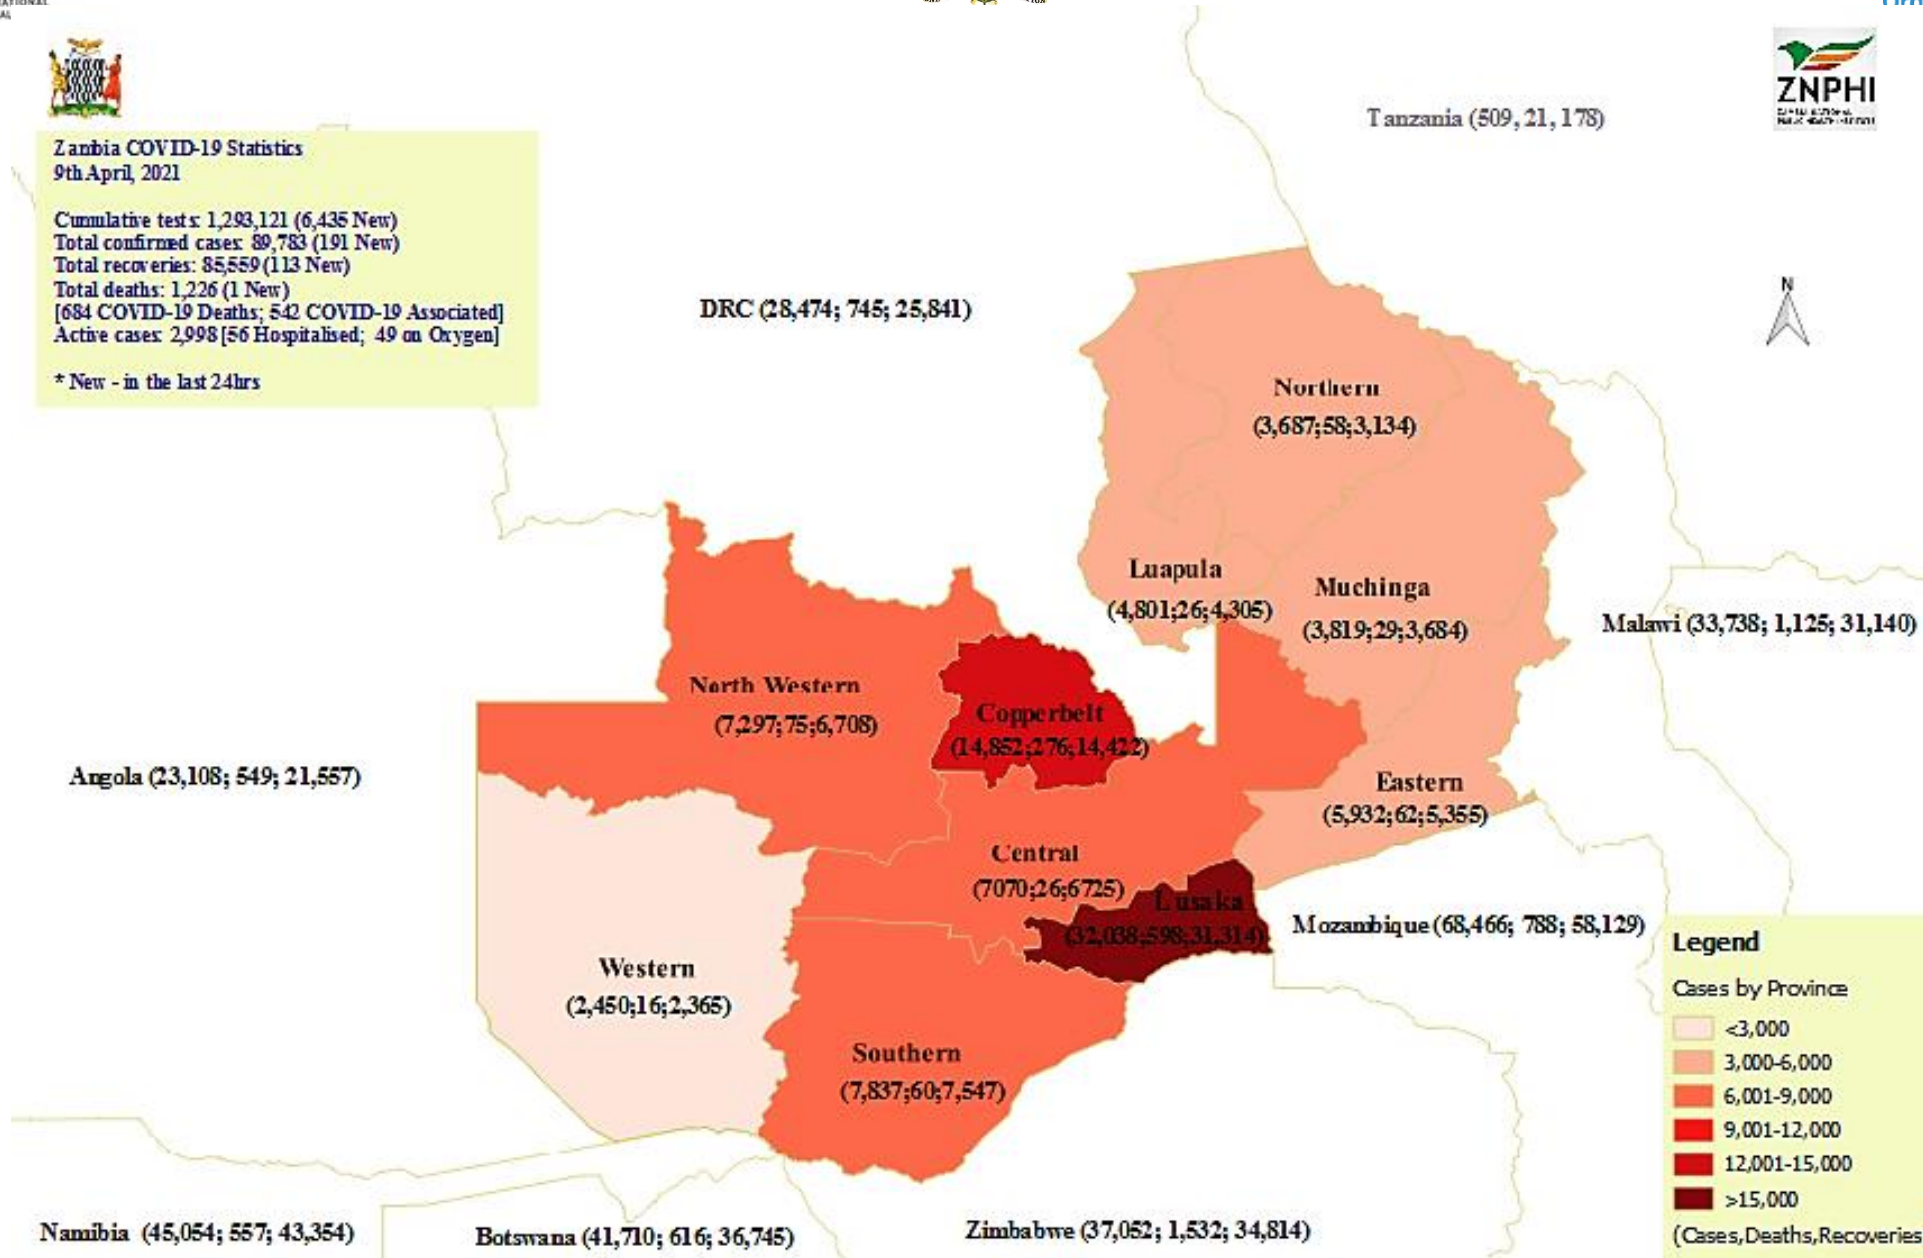 Zambia COVID-19 Statistics
9th April, 2021
Cumulative tests: 1,293,121 (6,435 New)
Total confirmed cases: 89,783 (191 New)
Total recoveries: 85,559 (113 New)
Total deaths: 1,226 (1 New)
[684 COVID-19 Deaths; 542 COVID-19 Associated]
Active cases: 2,998 [56 Hospitalised; 49 on Oxygen]
* New - in the last 24hrs
ZNPHI
Tanzania (509, 21, 178)
N
DRC (28,474; 745; 25,841)
Northern
(3,687;58;3,134)
Luapula
(4,801;26;4,305)
Muchinga
(3,819;29;3,684)
Malawi (33,738; 1,125; 31,140)
North Western
(7,297;75;6,708)
Copperbelt
(14,852;276;14,422)
Angola (23,108; 549; 21,557)
Eastern
(5,932;62;5,355)
Central
(7070;26;6725)
Lusaka
(32,038;598;31,314)
Mozambique (68,466; 788; 58,129)
Western
(2,450;16;2,365)
Southern
(7,837;60;7,547)
Namibia (45,054; 557; 43,354)
Botswana (41,710; 616; 36,745)
Zimbabwe (37,052; 1,532; 34,814)
Legend
Cases by Province
<3,000
3,000-6,000
6,001-9,000
9,001-12,000
12,001-15,000
>15,000
(Cases,Deaths,Recoveries